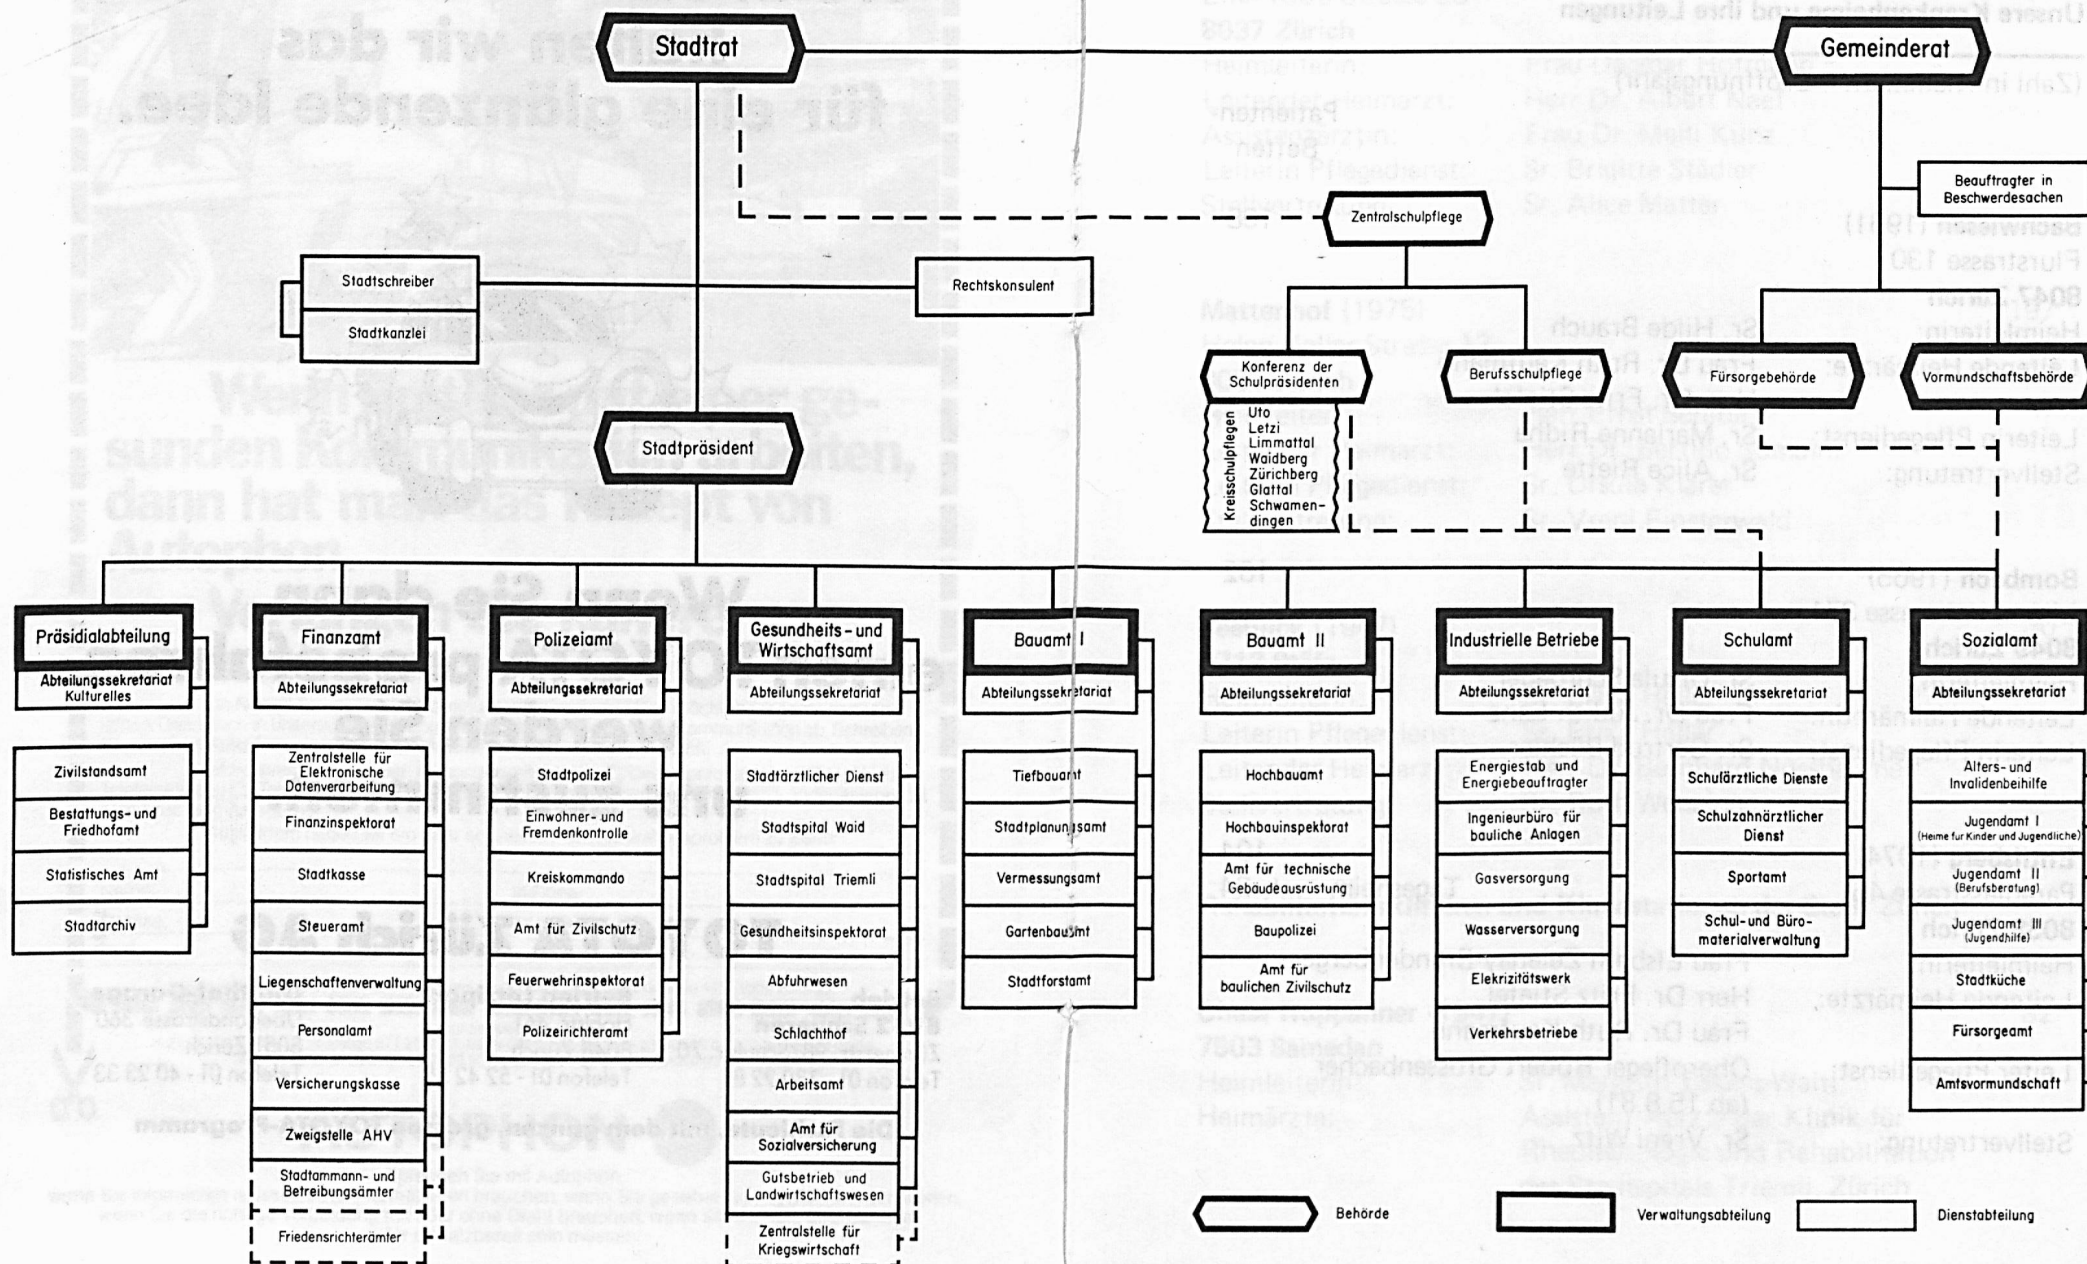 Stadtrat
Gemeinderat
Beauftragter in
Beschwerdesachen
Zentralschulpflege
Stadtschreiber
Stadtkanzlei
Rechtskonsulent
Konferenz der
Schulpräsidenten
Kreisschulpflegen
Uto
Letzi
Limmattal
Waidberg
Zürichberg
Glattal
Schwamen-
dingen
Berufsschulpflege
Fürsorgebehörde
Vormundschaftsbehörde
Stadtpräsident
Präsidialabteilung
Abteilungssekretariat
Kulturelles
Zivilstandsamt
Bestattungs- und
Friedhofamt
Statistisches Amt
Stadtarchiv
Finanzamt
Abteilungssekretariat
Zentralstelle für
Elektronische
Datenverarbeitung
Finanzinspektorat
Stadtkasse
Steueramt
Liegenschaftenverwaltung
Personalamt
Versicherungskasse
Zweigstelle AHV
Stadtammann- und
Betreibungsämter
Friedensrichterämter
Polizeiamt
Abteilungssekretariat
Stadtpolizei
Einwohner- und
Fremdenkontrolle
Kreiskommando
Amt für Zivilschutz
Feuerwehrinspektorat
Polizeirichteramt
Gesundheits- und
Wirtschaftsamt
Abteilungssekretariat
Stadtärztlicher Dienst
Stadtspital Waid
Stadtspital Triemli
Gesundheitsinspektorat
Abfuhrwesen
Schlachthof
Arbeitsamt
Amt für
Sozialversicherung
Gutsbetrieb und
Landwirtschaftswesen
Zentralstelle für
Kriegswirtschaft
Bauamt I
Abteilungssekretariat
Tiefbauamt
Stadtplanungsamt
Vermessungsamt
Gartenbauamt
Stadtforstamt
Bauamt II
Abteilungssekretariat
Hochbauamt
Hochbauinspektorat
Amt für technische
Gebäudeausrüstung
Baupolizei
Amt für
baulichen Zivilschutz
Industrielle Betriebe
Abteilungssekretariat
Energiestab und
Energiebeauftragter
Ingenieurbüro für
bauliche Anlagen
Gasversorgung
Wasserversorgung
Elekrizitätswerk
Verkehrsbetriebe
Schulamt
Abteilungssekretariat
Schulärztliche Dienste
Schulzahnärztlicher
Dienst
Sportamt
Schul- und Büro-
materialverwaltung
Sozialamt
Abteilungssekretariat
Alters- und
Invalidenbeihilfe
Jugendamt I
(Heime für Kinder und Jugendliche)
Jugendamt II
(Berufsberatung)
Jugendamt III
(Jugendhilfe)
Stadtküche
Fürsorgeamt
Amtsvormundschaft
Behörde
Verwaltungsabteilung
Dienstabteilung